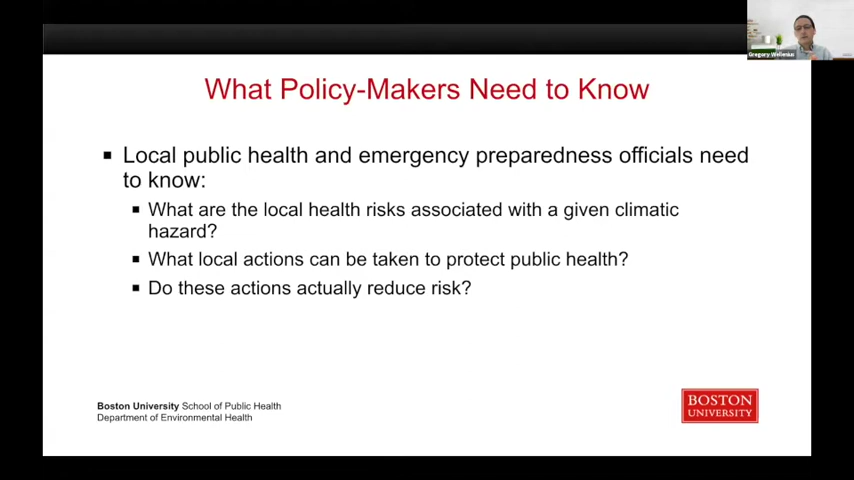 Gregory Wellenius
What Policy-Makers Need to Know
Local public health and emergency preparedness officials need
to know:
What are the local health risks associated with a given climatic
hazard?
What local actions can be taken to protect public health?
Do these actions actually reduce risk?
Boston University School of Public Health
Department of Environmental Health
BOSTON
UNIVERSITY